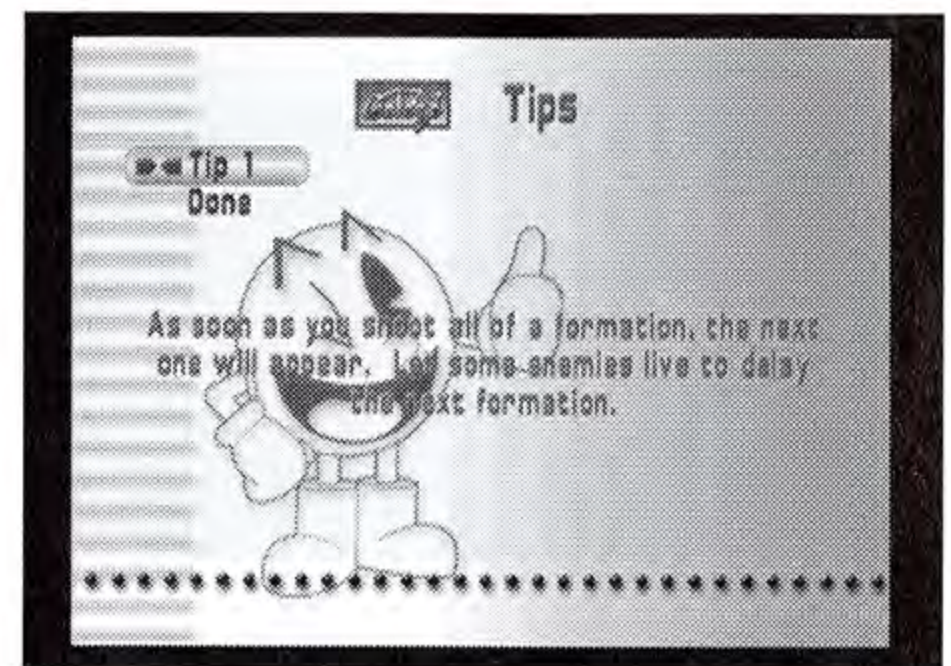 Tips
Tip 1
Done
As soon as you shoot all of a formation, the next
one will appear. Let some enemies live to delay
the next formation.